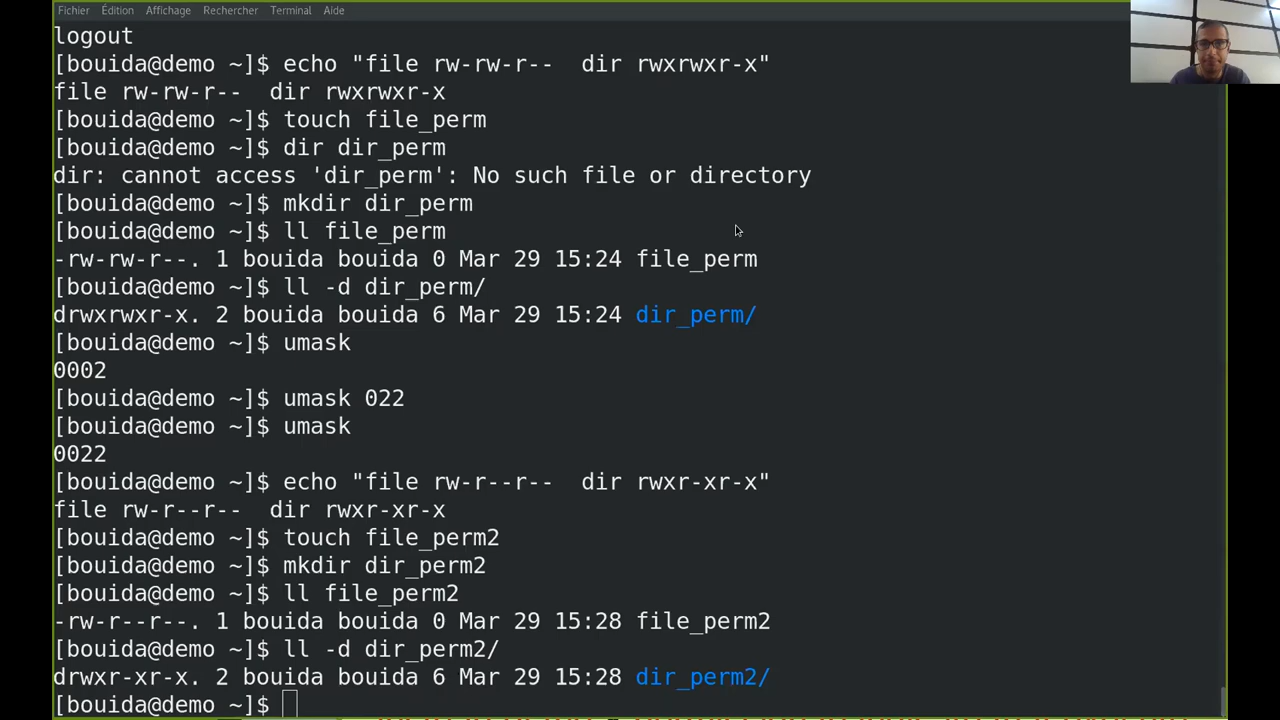 Fichier Édition Affichage Rechercher Terminal Aide
logout
[bouida@demo ~]$ echo "file rw-rw-r--  dir rwxrwxr-x"
file rw-rw-r--  dir rwxrwxr-x
[bouida@demo ~]$ touch file_perm
[bouida@demo ~]$ dir dir_perm
dir: cannot access 'dir_perm': No such file or directory
[bouida@demo ~]$ mkdir dir_perm
[bouida@demo ~]$ ll file_perm
-rw-rw-r--. 1 bouida bouida 0 Mar 29 15:24 file_perm
[bouida@demo ~]$ ll -d dir_perm/
drwxrwxr-x. 2 bouida bouida 6 Mar 29 15:24 dir_perm/
[bouida@demo ~]$ umask
0002
[bouida@demo ~]$ umask 022
[bouida@demo ~]$ umask
0022
[bouida@demo ~]$ echo "file rw-r--r--  dir rwxr-xr-x"
file rw-r--r--  dir rwxr-xr-x
[bouida@demo ~]$ touch file_perm2
[bouida@demo ~]$ mkdir dir_perm2
[bouida@demo ~]$ ll file_perm2
-rw-r--r--. 1 bouida bouida 0 Mar 29 15:28 file_perm2
[bouida@demo ~]$ ll -d dir_perm2/
drwxr-xr-x. 2 bouida bouida 6 Mar 29 15:28 dir_perm2/
[bouida@demo ~]$